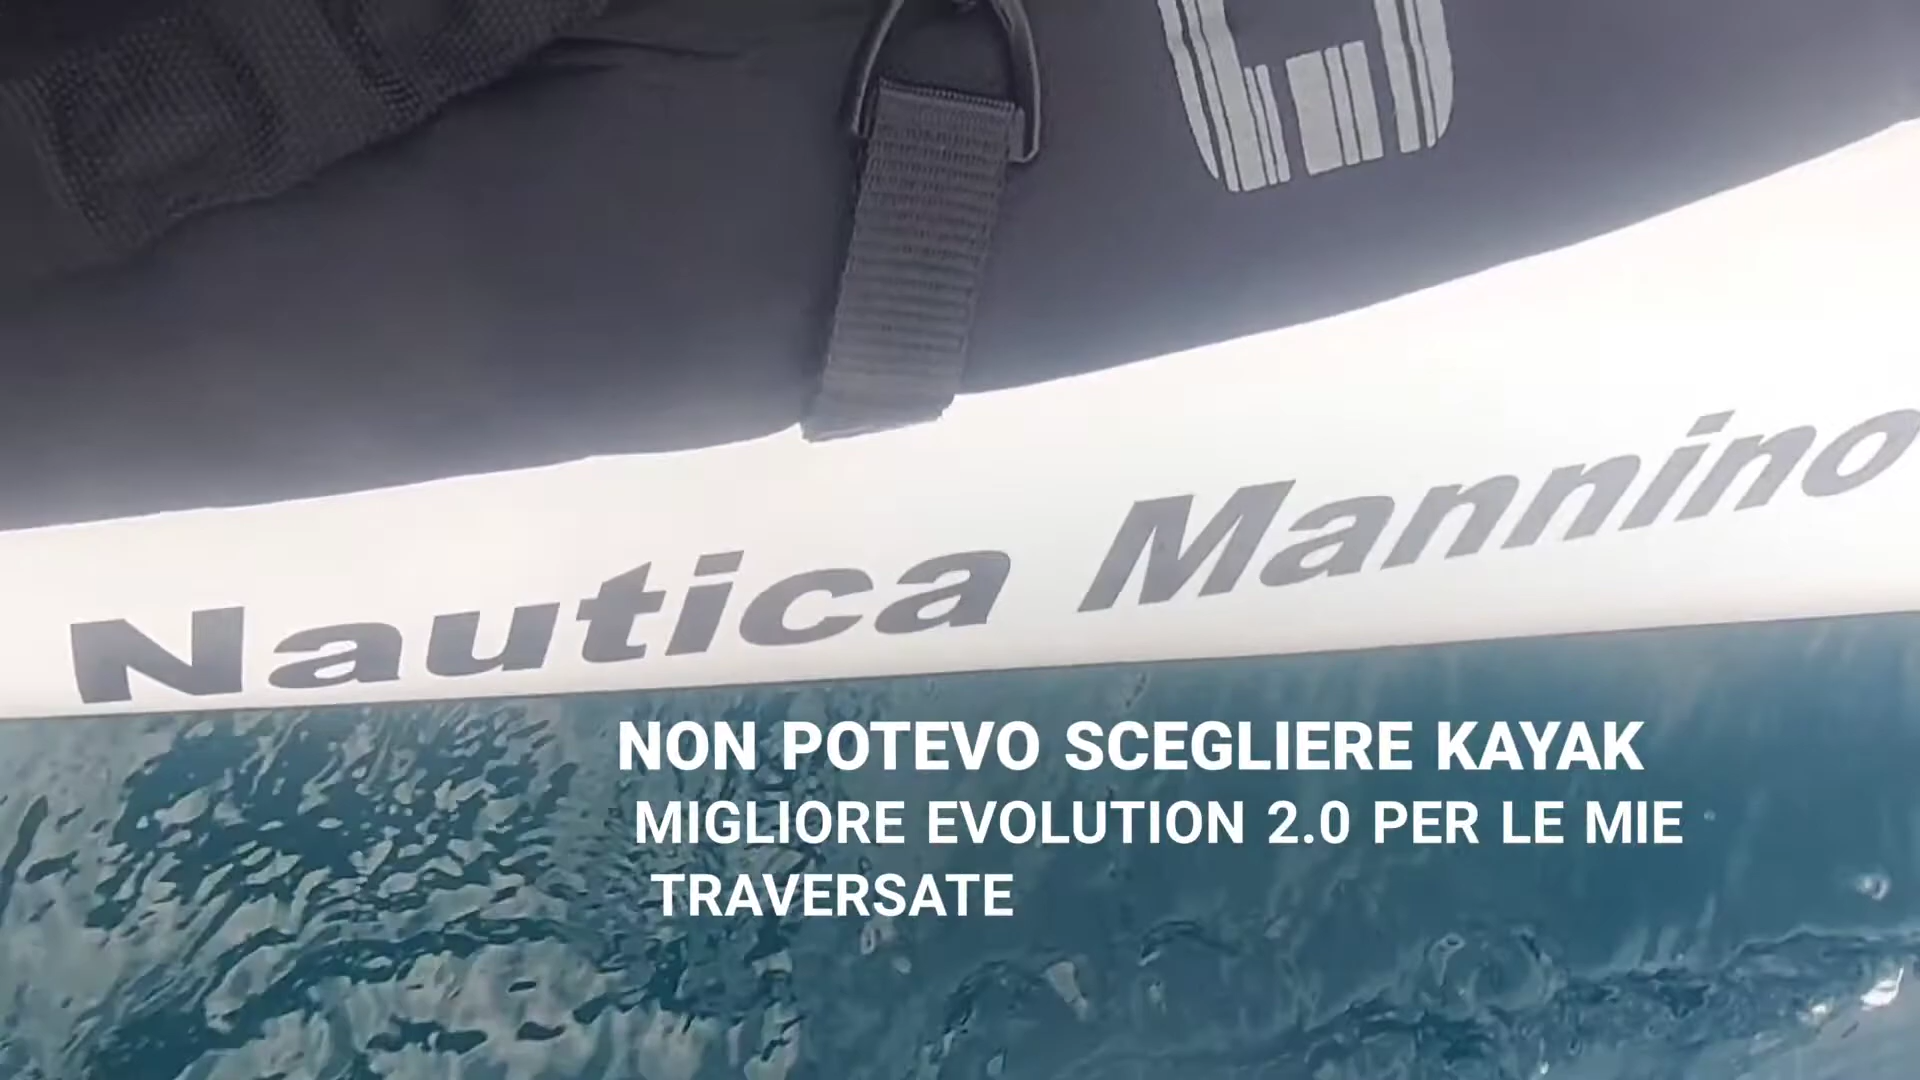 Nautica Mannino
NON POTEVO SCEGLIERE KAYAK
MIGLIORE EVOLUTION 2.0 PER LE MIE
TRAVERSATE